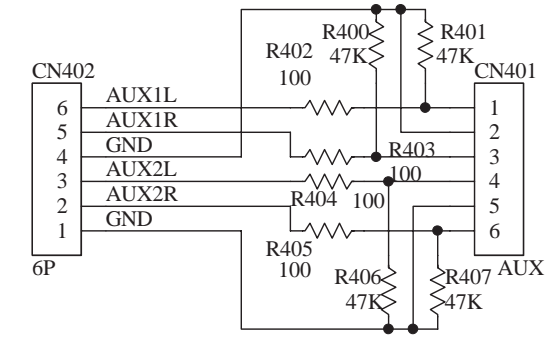 R400 R401
R402 47K 47K
100
CN402 CN401
6 AUX1L 1
5 AUX1R 2
4 GND R403 3
3 AUX2L 100 4
2 AUX2R R404 100 5
1 GND 6
R405
100
6P AUX
R406 R407
47K 47K